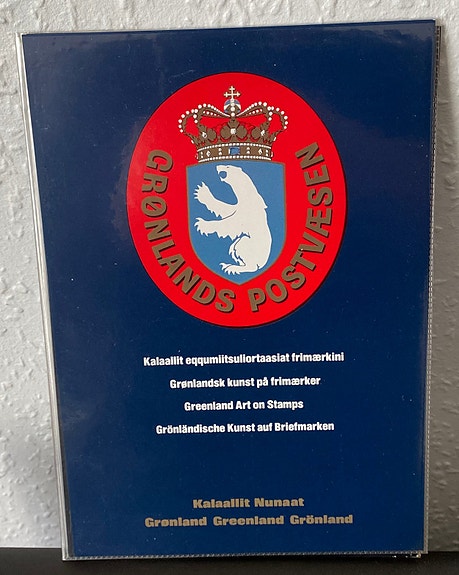 GRØNLANDS POSTVÆSEN
Kalaallit eqqumiitsuliortaasiat frimærkini
Grønlandsk kunst på frimærker
Greenland Art on Stamps
Grönländische Kunst auf Briefmarken
Kalaallit Nunaat
Grønland Greenland Grönland